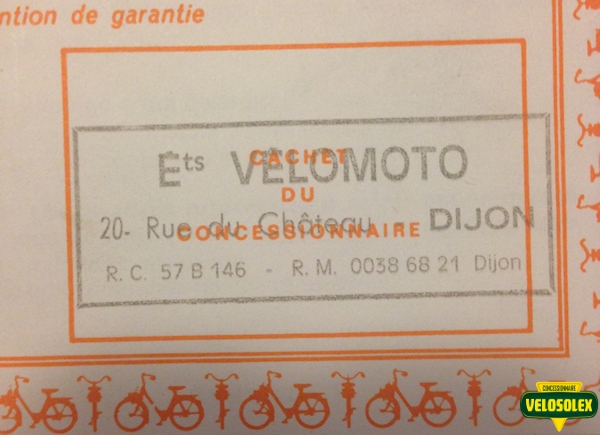 ntion de garantie
CACHET
DU
CONCESSIONNAIRE
Ets VÉLOMOTO
20- Rue du Château - DIJON
R. C. 57 B 146 - R. M. 0038 68 21 Dijon
CONCESSIONNAIRE
VELOSOLEX